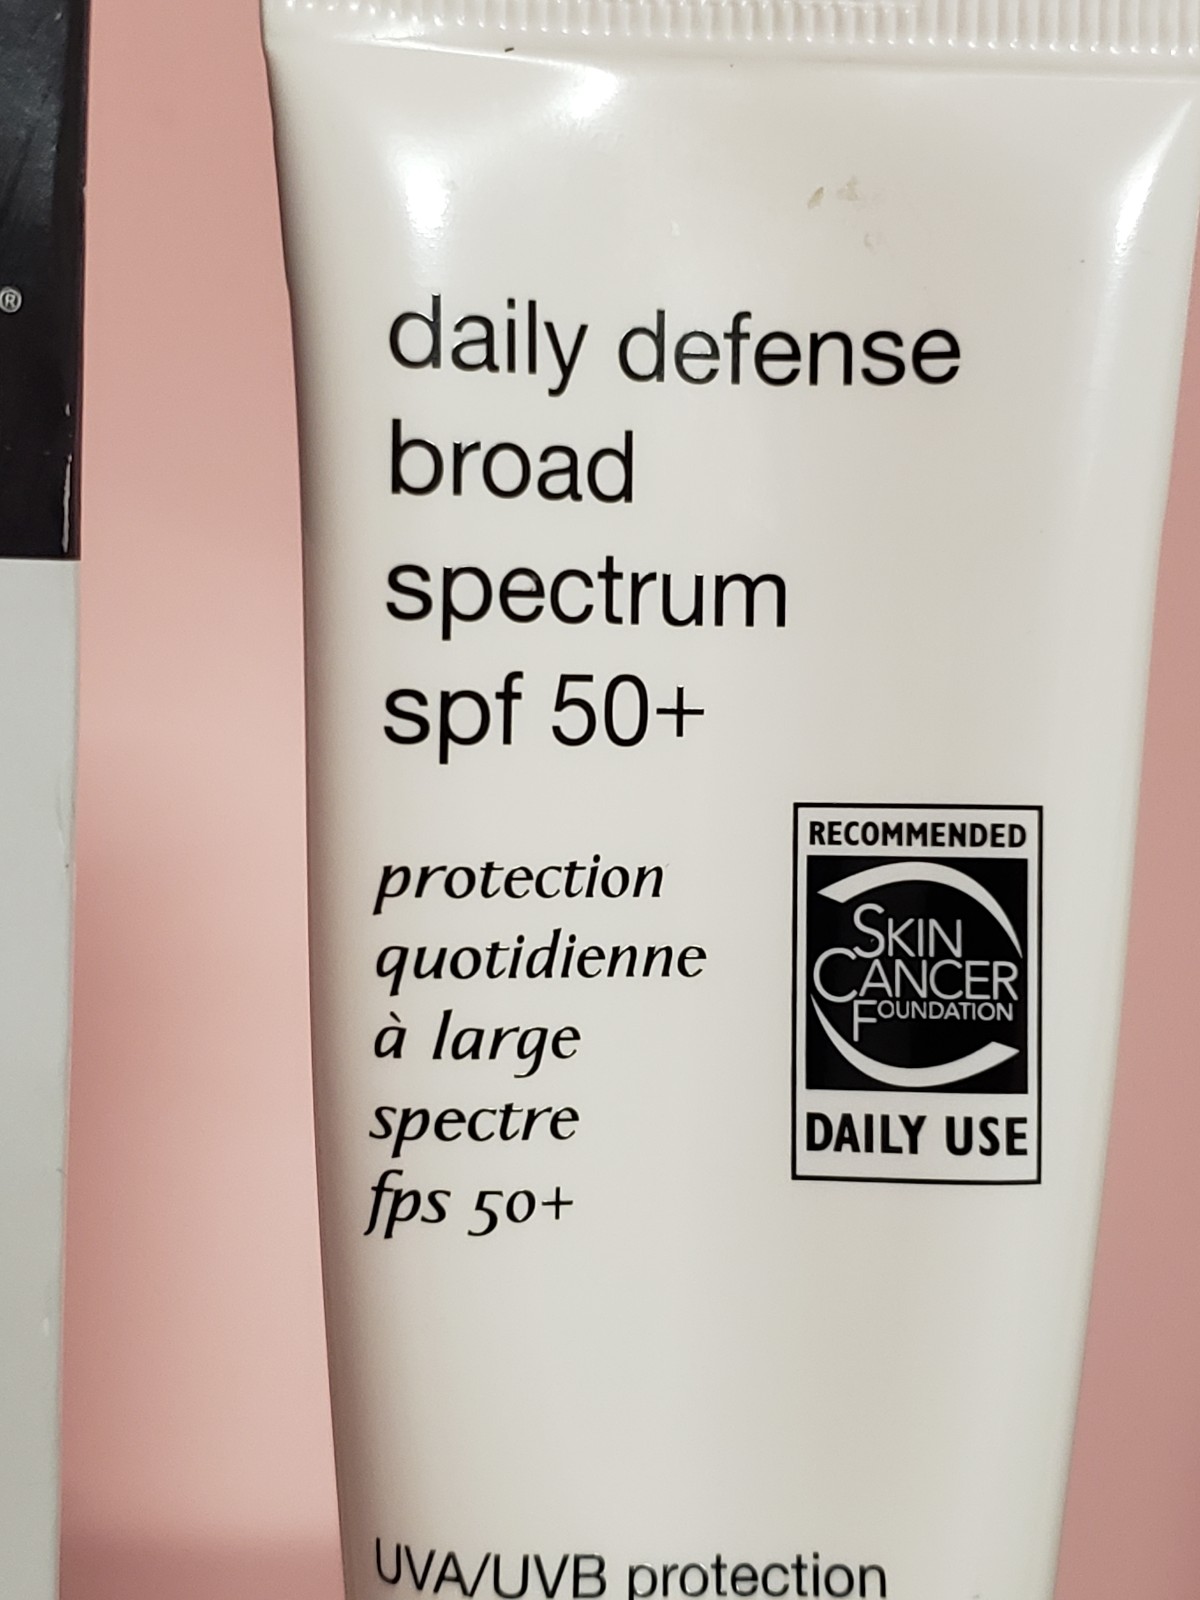 ®
daily defense
broad
spectrum
spf 50+
protection
quotidienne
à large
spectre
fps 50+
RECOMMENDED
SKIN
CANCER
FOUNDATION
DAILY USE
UVA/UVB protection